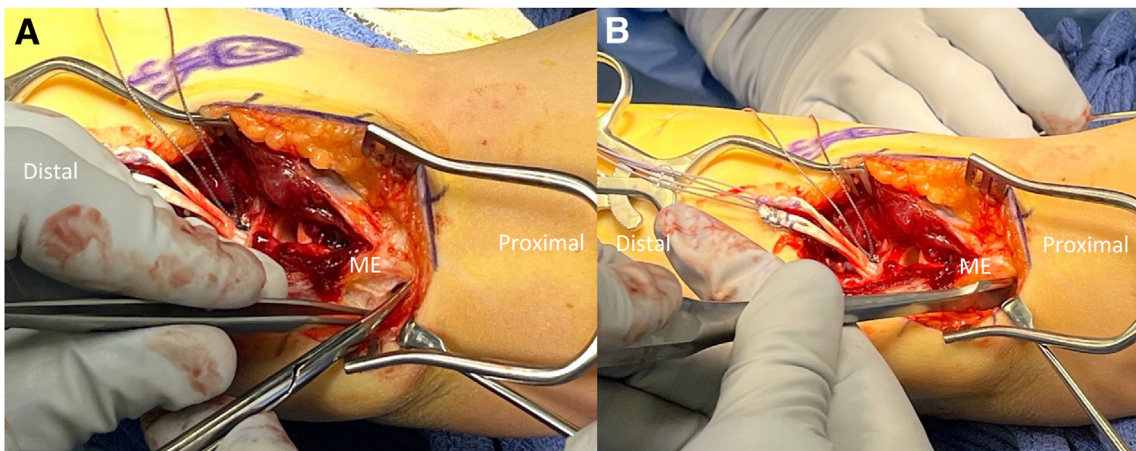 A
Distal
ME
Proximal
B
Distal
ME
Proximal